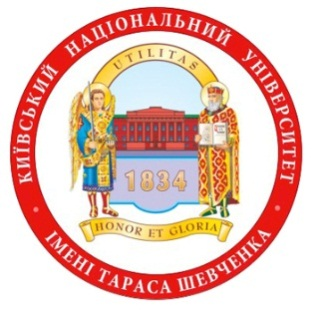 КИЇВСЬКИЙ НАЦІОНАЛЬНИЙ УНІВЕРСИТЕТ
ІМЕНІ ТАРАСА ШЕВЧЕНКА
UTILITAS
1834
HONOR ET GLORIA